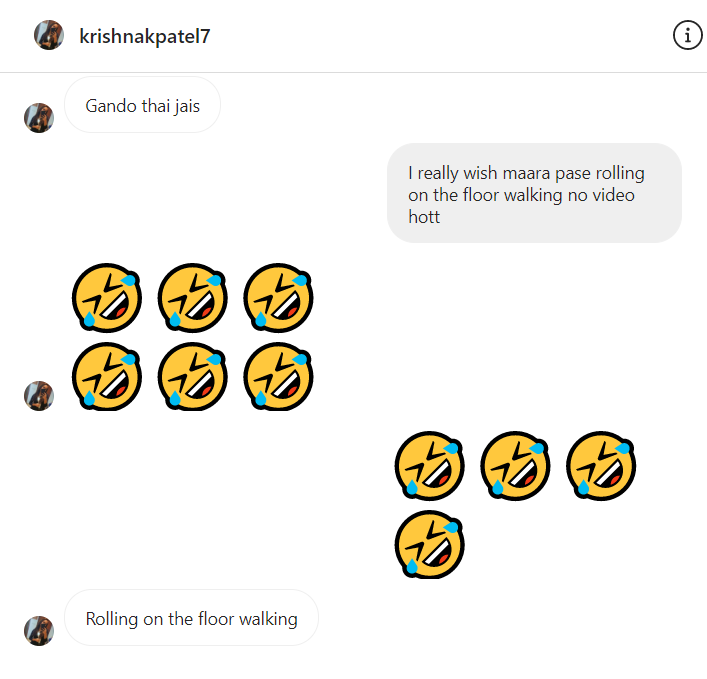 krishnakpatel7
Gando thai jais
I really wish maara pase rolling
on the floor walking no video
hott
🤣🤣🤣
🤣🤣🤣
🤣🤣🤣
🤣
Rolling on the floor walking